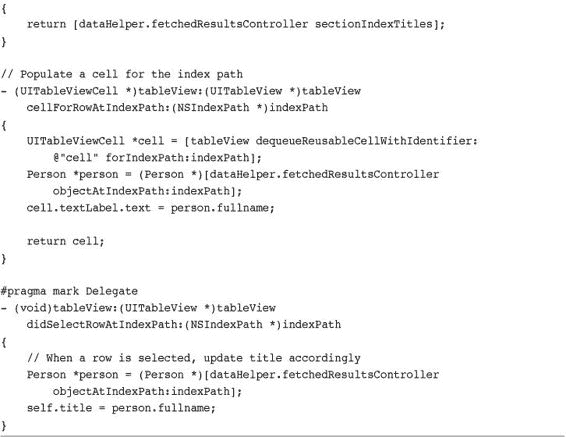 {
    return [dataHelper.fetchedResultsController sectionIndexTitles];
}

// Populate a cell for the index path
- (UITableViewCell *)tableView:(UITableView *)tableView
    cellForRowAtIndexPath:(NSIndexPath *)indexPath
{
    UITableViewCell *cell = [tableView dequeueReusableCellWithIdentifier:
        @"cell" forIndexPath:indexPath];
    Person *person = (Person *)[dataHelper.fetchedResultsController
        objectAtIndexPath:indexPath];
    cell.textLabel.text = person.fullname;

    return cell;
}

#pragma mark Delegate
- (void)tableView:(UITableView *)tableView
    didSelectRowAtIndexPath:(NSIndexPath *)indexPath
{
    // When a row is selected, update title accordingly
    Person *person = (Person *)[dataHelper.fetchedResultsController
        objectAtIndexPath:indexPath];
    self.title = person.fullname;
}